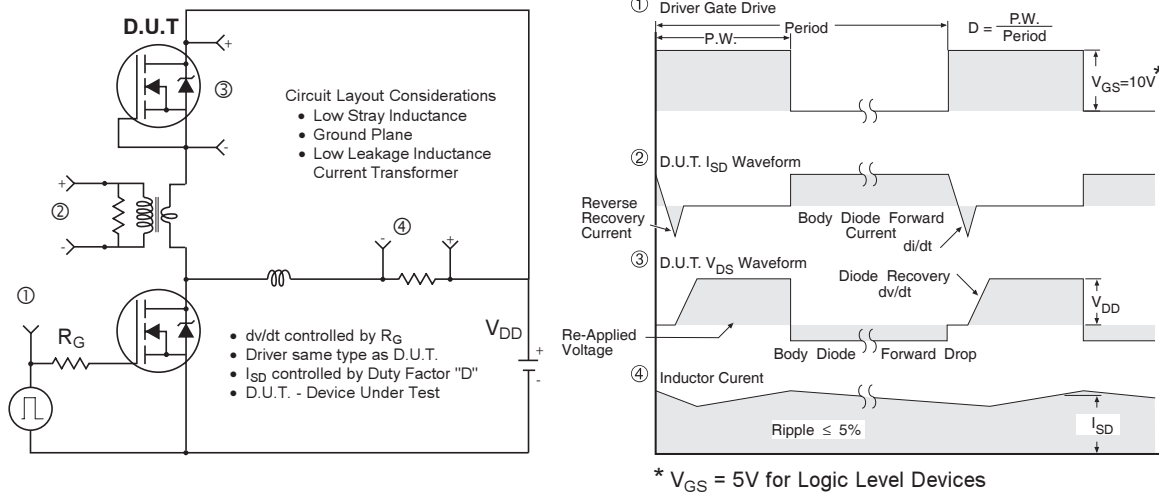 D.U.T
+
③
-
Circuit Layout Considerations
• Low Stray Inductance
• Ground Plane
• Low Leakage Inductance
Current Transformer
+
②
-
④
-
+
①
R_G
V_DD
+
-
• dv/dt controlled by R_G
• Driver same type as D.U.T.
• I_SD controlled by Duty Factor "D"
• D.U.T. - Device Under Test
① Driver Gate Drive
P.W.
Period
D = P.W. / Period
V_GS=10V*
② D.U.T. I_SD Waveform
Reverse
Recovery
Current
Body Diode Forward
Current
di/dt
③ D.U.T. V_DS Waveform
Diode Recovery
dv/dt
V_DD
Re-Applied
Voltage
Body Diode Forward Drop
④ Inductor Curent
Ripple ≤ 5%
I_SD
* V_GS = 5V for Logic Level Devices